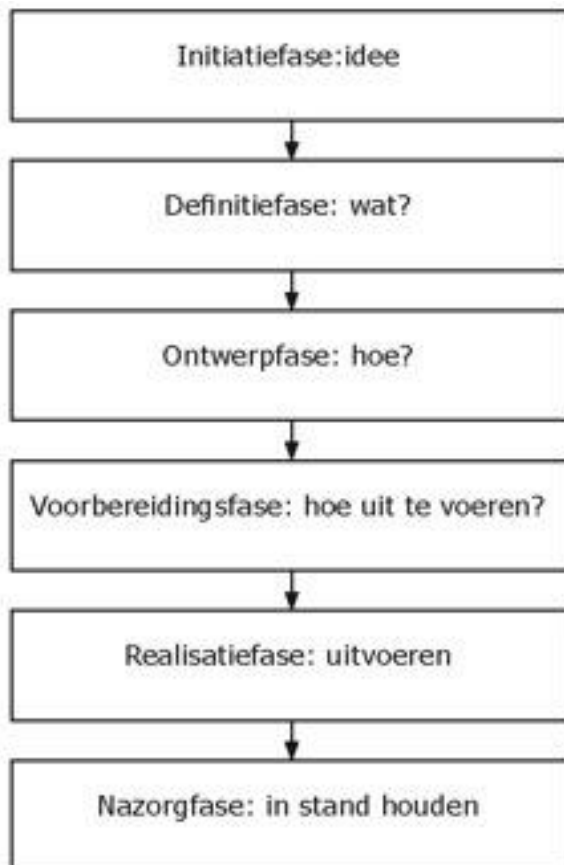 Initiatiefase:idee
Definitiefase: wat?
Ontwerpfase: hoe?
Voorbereidingsfase: hoe uit te voeren?
Realisatiefase: uitvoeren
Nazorgfase: in stand houden